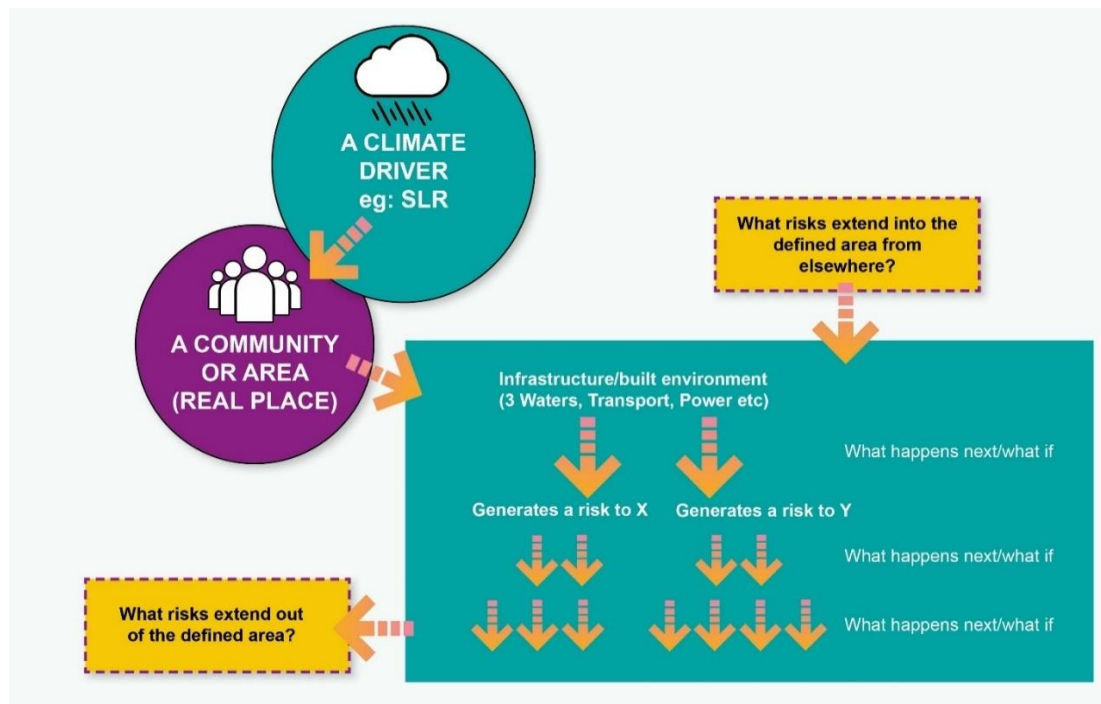 A CLIMATE
DRIVER
eg: SLR
A COMMUNITY
OR AREA
(REAL PLACE)
What risks extend into the
defined area from
elsewhere?
Infrastructure/built environment
(3 Waters, Transport, Power etc)
What happens next/what if
Generates a risk to X
Generates a risk to Y
What happens next/what if
What happens next/what if
What risks extend out
of the defined area?